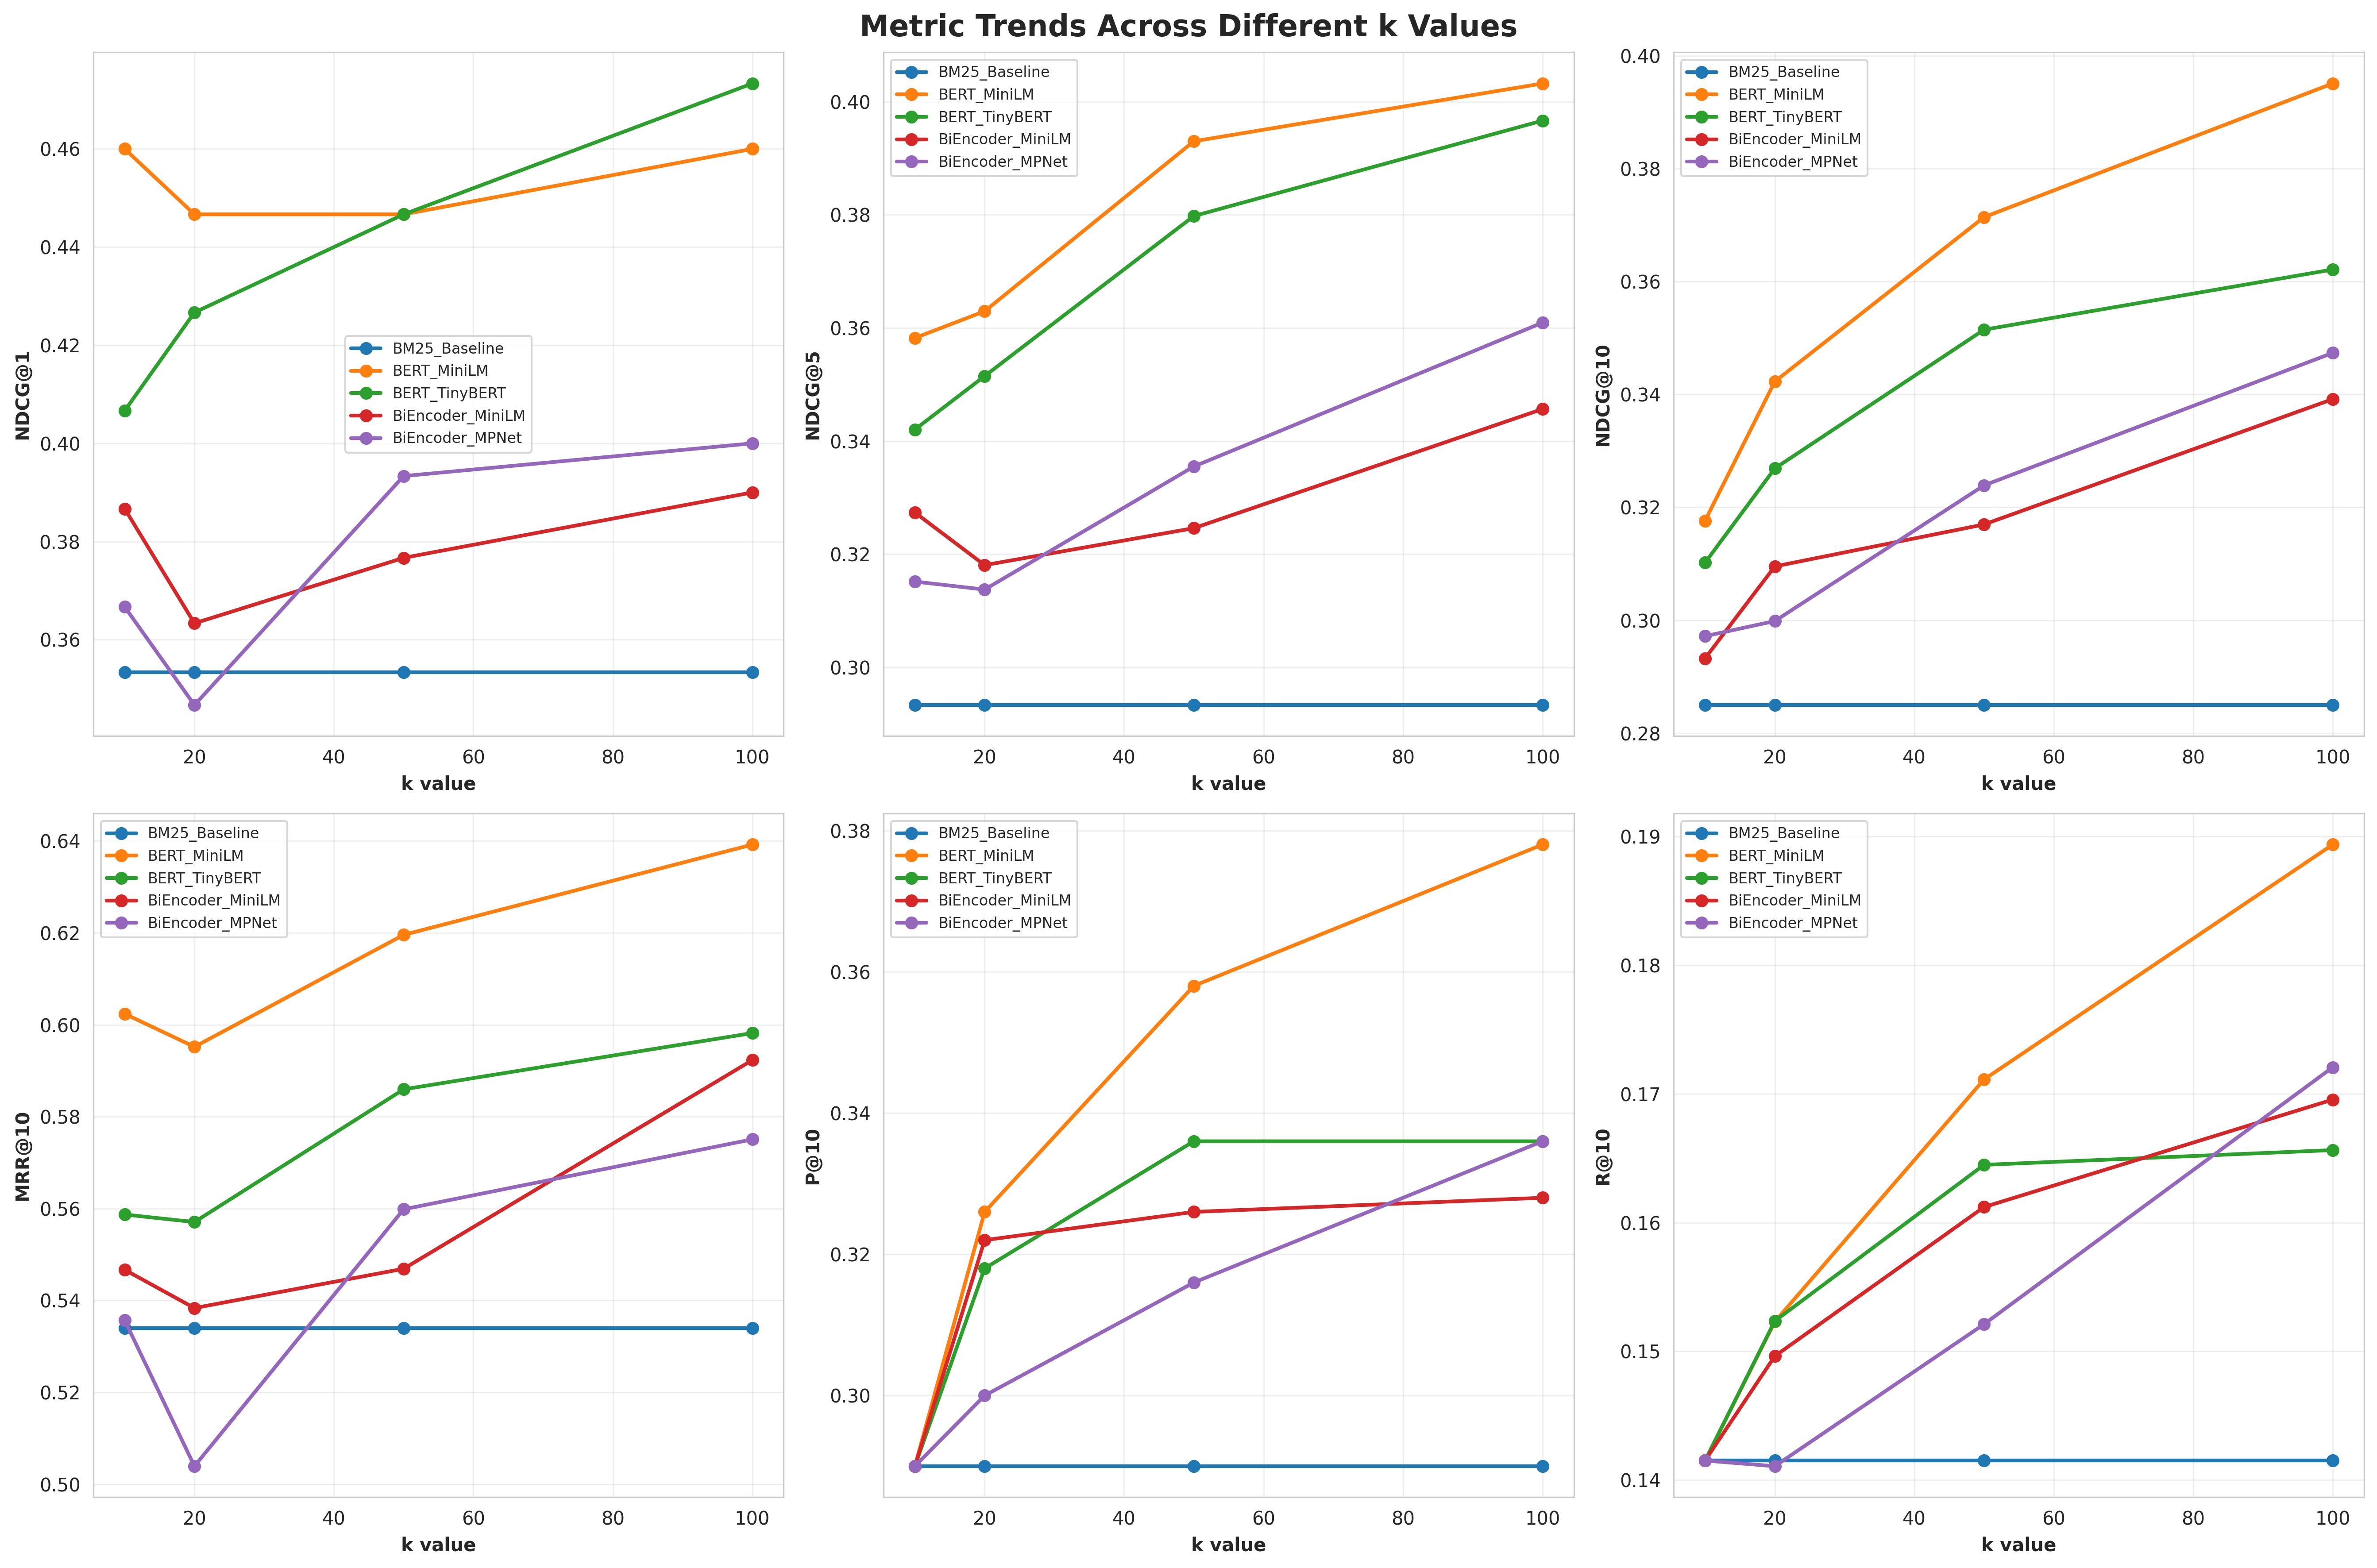 Metric Trends Across Different k Values
NDCG@1
0.46
0.44
0.42
0.40
0.38
0.36
BM25_Baseline
BERT_MiniLM
BERT_TinyBERT
BiEncoder_MiniLM
BiEncoder_MPNet
20
40
60
80
100
k value
NDCG@5
0.40
0.38
0.36
0.34
0.32
0.30
BM25_Baseline
BERT_MiniLM
BERT_TinyBERT
BiEncoder_MiniLM
BiEncoder_MPNet
20
40
60
80
100
k value
NDCG@10
0.40
0.38
0.36
0.34
0.32
0.30
0.28
BM25_Baseline
BERT_MiniLM
BERT_TinyBERT
BiEncoder_MiniLM
BiEncoder_MPNet
20
40
60
80
100
k value
MRR@10
0.64
0.62
0.60
0.58
0.56
0.54
0.52
0.50
BM25_Baseline
BERT_MiniLM
BERT_TinyBERT
BiEncoder_MiniLM
BiEncoder_MPNet
20
40
60
80
100
k value
P@10
0.38
0.36
0.34
0.32
0.30
BM25_Baseline
BERT_MiniLM
BERT_TinyBERT
BiEncoder_MiniLM
BiEncoder_MPNet
20
40
60
80
100
k value
R@10
0.19
0.18
0.17
0.16
0.15
0.14
BM25_Baseline
BERT_MiniLM
BERT_TinyBERT
BiEncoder_MiniLM
BiEncoder_MPNet
20
40
60
80
100
k value